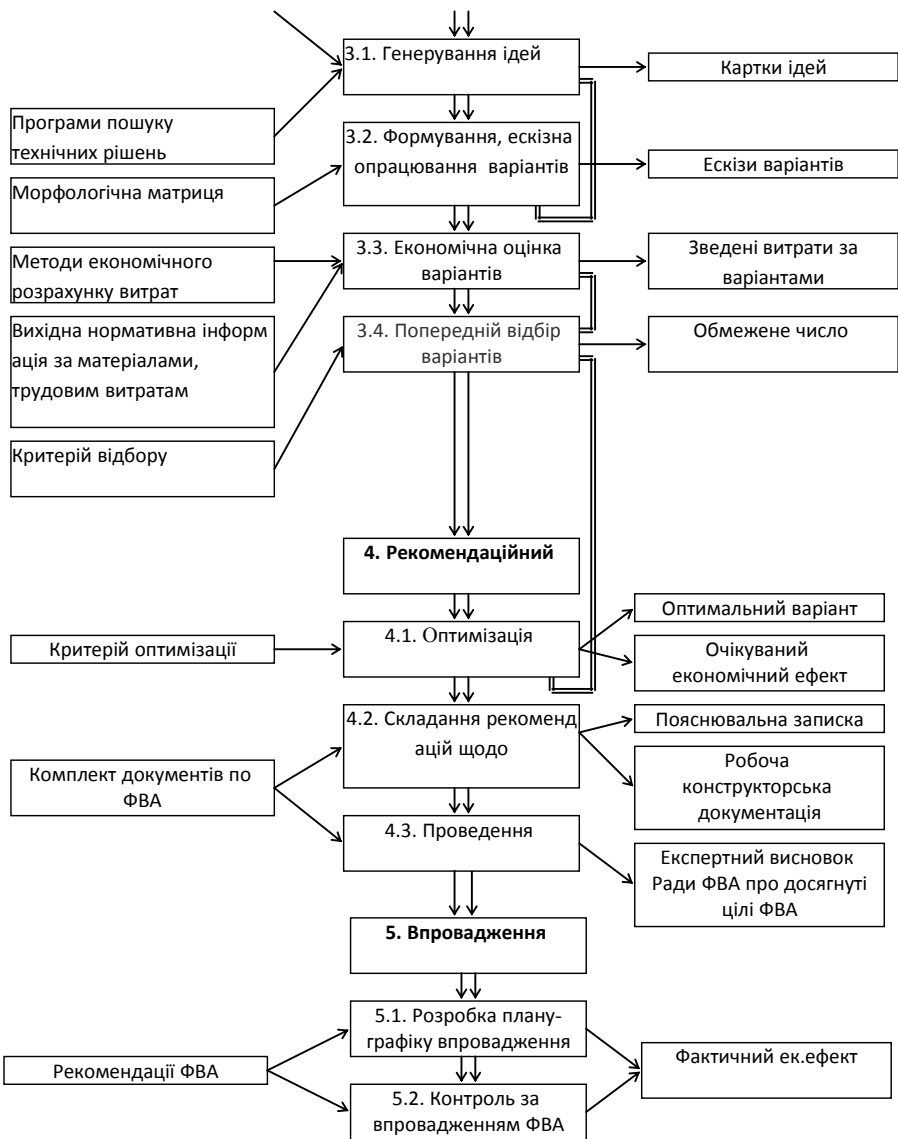 3.1. Генерування ідей
Картки ідей
Програми пошуку
технічних рішень
3.2. Формування, ескізна
опрацювання варіантів
Ескізи варіантів
Морфологічна матриця
3.3. Економічна оцінка
варіантів
Зведені витрати за
варіантами
Методи економічного
розрахунку витрат
Вихідна нормативна інформ
ація за матеріалами,
трудовим витратам
3.4. Попередній відбір
варіантів
Обмежене число
Критерій відбору
4. Рекомендаційний
Оптимальний варіант
4.1. Оптимізація
Критерій оптимізації
Очікуваний
економічний ефект
4.2. Складання рекоменд
ацій щодо
Пояснювальна записка
Комплект документів по
ФВА
Робоча
конструкторська
документація
4.3. Проведення
Експертний висновок
Ради ФВА про досягнуті
цілі ФВА
5. Впровадження
5.1. Розробка плану-
графіку впровадження
Рекомендації ФВА
Фактичний ек.ефект
5.2. Контроль за
впровадженням ФВА